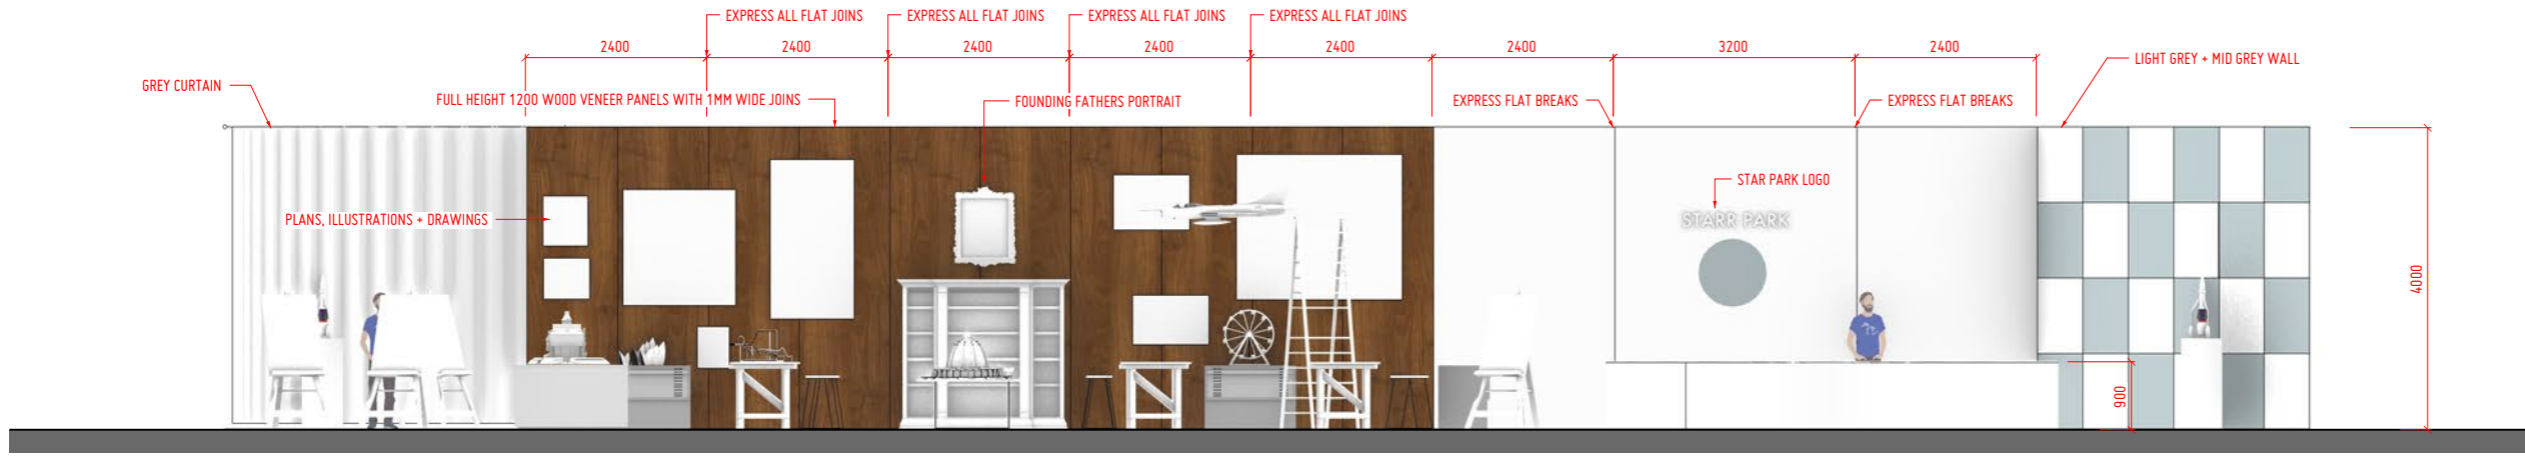 EXPRESS ALL FLAT JOINS
EXPRESS ALL FLAT JOINS
EXPRESS ALL FLAT JOINS
EXPRESS ALL FLAT JOINS
2400
2400
2400
2400
2400
2400
3200
2400
LIGHT GREY + MID GREY WALL
GREY CURTAIN
FULL HEIGHT 1200 WOOD VENEER PANELS WITH 1MM WIDE JOINS
FOUNDING FATHERS PORTRAIT
EXPRESS FLAT BREAKS
EXPRESS FLAT BREAKS
STAR PARK LOGO
PLANS, ILLUSTRATIONS + DRAWINGS
STARR PARK
4000
900